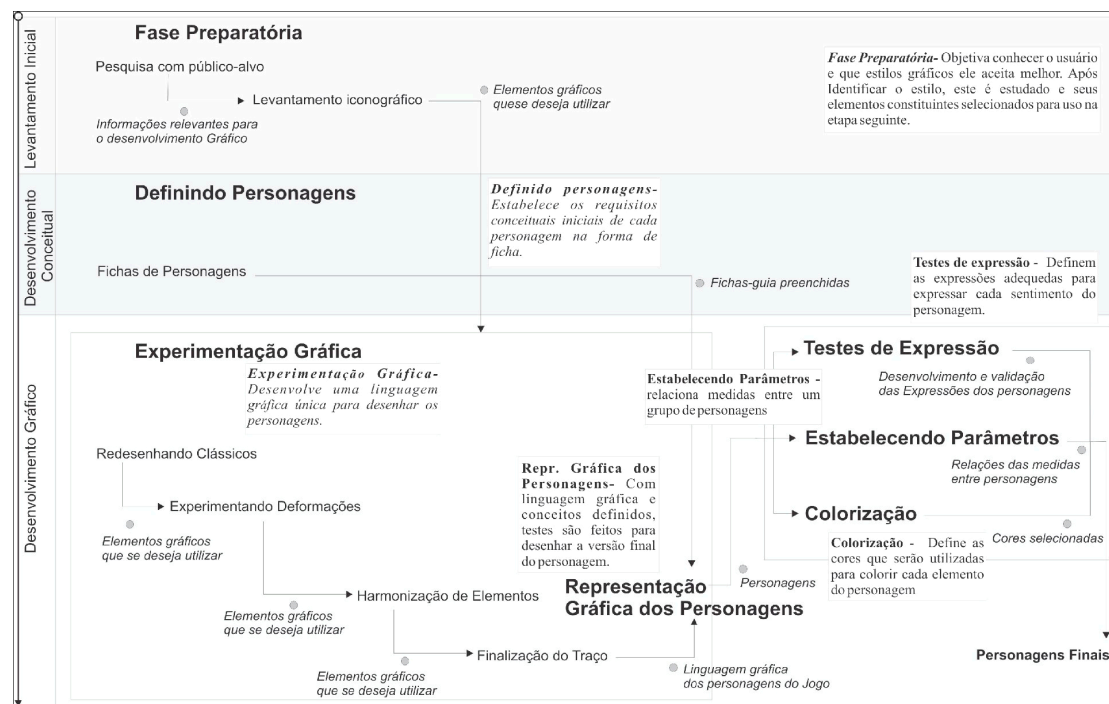 Levantamento Inicial
Fase Preparatória
Pesquisa com público-alvo
Levantamento iconográfico
Informações relevantes para
o desenvolvimento Gráfico
Elementos gráficos
quese deseja utilizar
Fase Preparatória- Objetiva conhecer o usuário
e que estilos gráficos ele aceita melhor. Após
Identificar o estilo, este é estudado e seus
elementos constituintes selecionados para uso na
etapa seguinte.
Desenvolvimento
Conceitual
Definindo Personagens
Definido personagens-
Estabelece os requisitos
conceituais iniciais de cada
personagem na forma de
ficha.
Fichas de Personagens
Fichas-guia preenchidas
Testes de expressão - Definem
as expressões adequedas para
expressar cada sentimento do
personagem.
Desenvolvimento Gráfico
Experimentação Gráfica
Experimentação Gráfica-
Desenvolve uma linguagem
gráfica única para desenhar os
personagens.
Redesenhando Clássicos
Experimentando Deformações
Elementos gráficos
que se deseja utilizar
Harmonização de Elementos
Elementos gráficos
que se deseja utilizar
Finalização do Traço
Elementos gráficos
que se deseja utilizar
Linguagem gráfica
dos personagens do Jogo
Repr. Gráfica dos
Personagens- Com
linguagem gráfica e
conceitos definidos,
testes são feitos para
desenhar a versão final
do personagem.
Representação
Gráfica dos Personagens
Personagens
Estabelecendo Parâmetros -
relaciona medidas entre um
grupo de personagens
Testes de Expressão
Desenvolvimento e validação
das Expressões dos personagens
Estabelecendo Parâmetros
Relações das medidas
entre personagens
Colorização
Cores selecionadas
Colorização - Define as
cores que serão utilizadas
para colorir cada elemento
do personagem
Personagens Finais